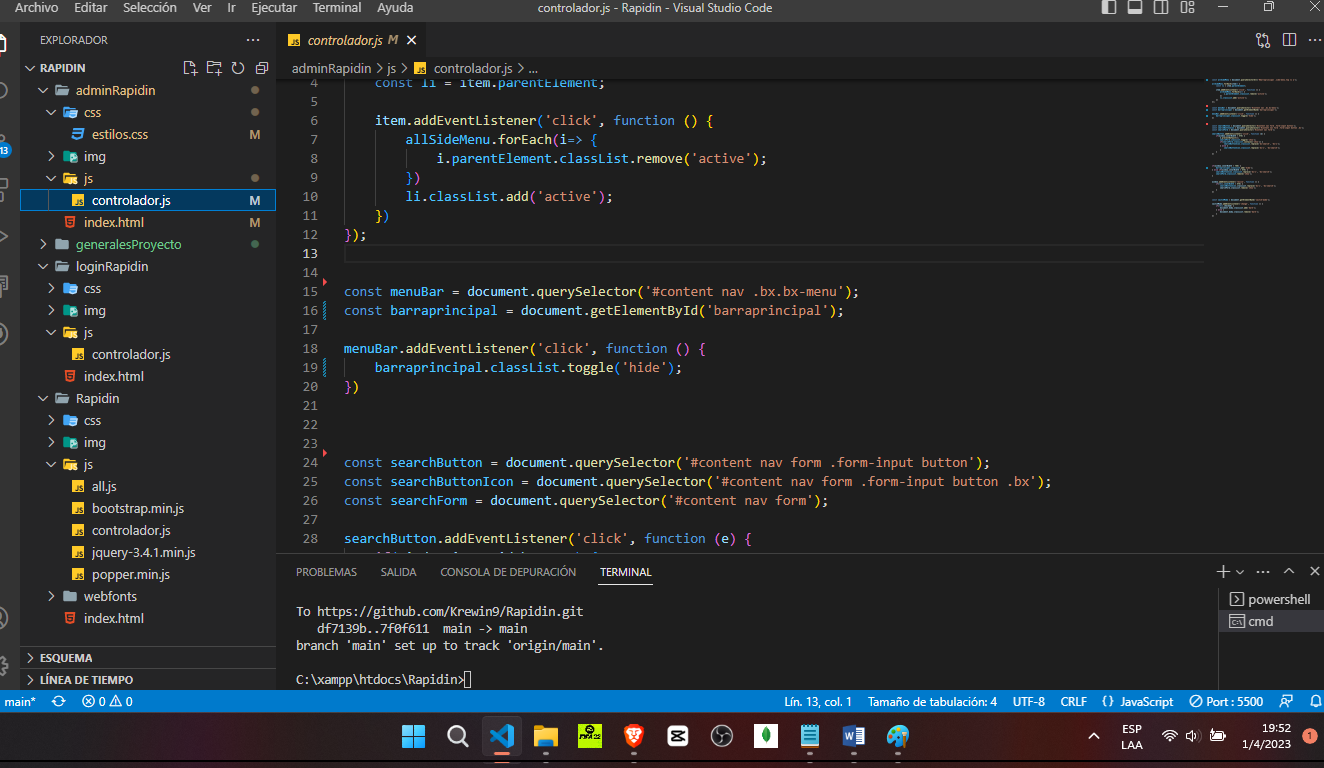 Archivo Editar Selección Ver Ir Ejecutar Terminal Ayuda controlador.js - Rapidin - Visual Studio Code
EXPLORADOR
RAPIDIN
adminRapidin
css
estilos.css M
img
js
controlador.js M
index.html M
generalesProyecto
loginRapidin
css
img
js
controlador.js
index.html
Rapidin
css
img
js
all.js
bootstrap.min.js
controlador.js
jquery-3.4.1.min.js
popper.min.js
webfonts
index.html
ESQUEMA
LÍNEA DE TIEMPO
13
controlador.js M
adminRapidin > js > controlador.js > ...
4 const li = item.parentElement;
5
6 item.addEventListener('click', function () {
7 allSideMenu.forEach(i=> {
8 i.parentElement.classList.remove('active');
9 })
10 li.classList.add('active');
11 })
12 });
13
14
15 const menuBar = document.querySelector('#content nav .bx.bx-menu');
16 const barraprincipal = document.getElementById('barraprincipal');
17
18 menuBar.addEventListener('click', function () {
19 barraprincipal.classList.toggle('hide');
20 })
21
22
23
24 const searchButton = document.querySelector('#content nav form .form-input button');
25 const searchButtonIcon = document.querySelector('#content nav form .form-input button .bx');
26 const searchForm = document.querySelector('#content nav form');
27
28 searchButton.addEventListener('click', function (e) {
PROBLEMAS SALIDA CONSOLA DE DEPURACIÓN TERMINAL
To https://github.com/Krewin9/Rapidin.git
df7139b..7f0f611 main -> main
branch 'main' set up to track 'origin/main'.
C:\xampp\htdocs\Rapidin>
powershell
cmd
main* 0 0 Lín. 13, col. 1 Tamaño de tabulación: 4 UTF-8 CRLF {} JavaScript Port : 5500
FIFA 22
ESP
LAA
19:52
1/4/2023
1